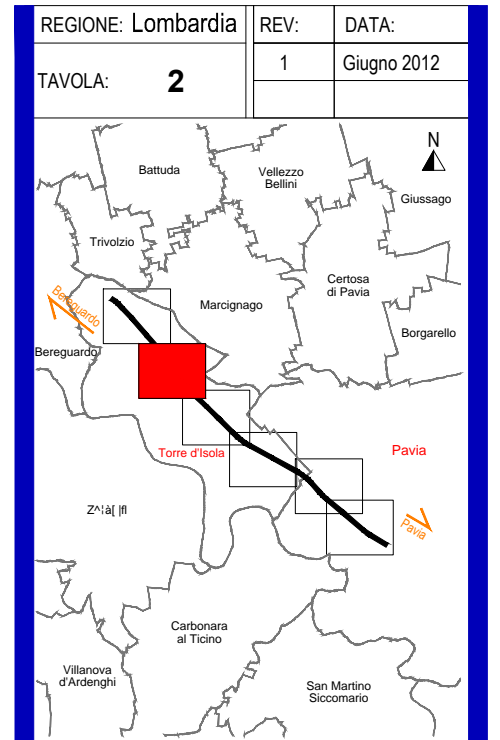 REGIONE: Lombardia
REV:
DATA:
TAVOLA: 2
1
Giugno 2012
N
Battuda
Vellezzo
Bellini
Giussago
Trivolzio
Certosa
di Pavia
Bereguardo
Marcignago
Borgarello
Bereguardo
Torre d'Isola
Pavia
Z^¦à[ |fl
Pavia
Carbonara
al Ticino
Villanova
d'Ardenghi
San Martino
Siccomario